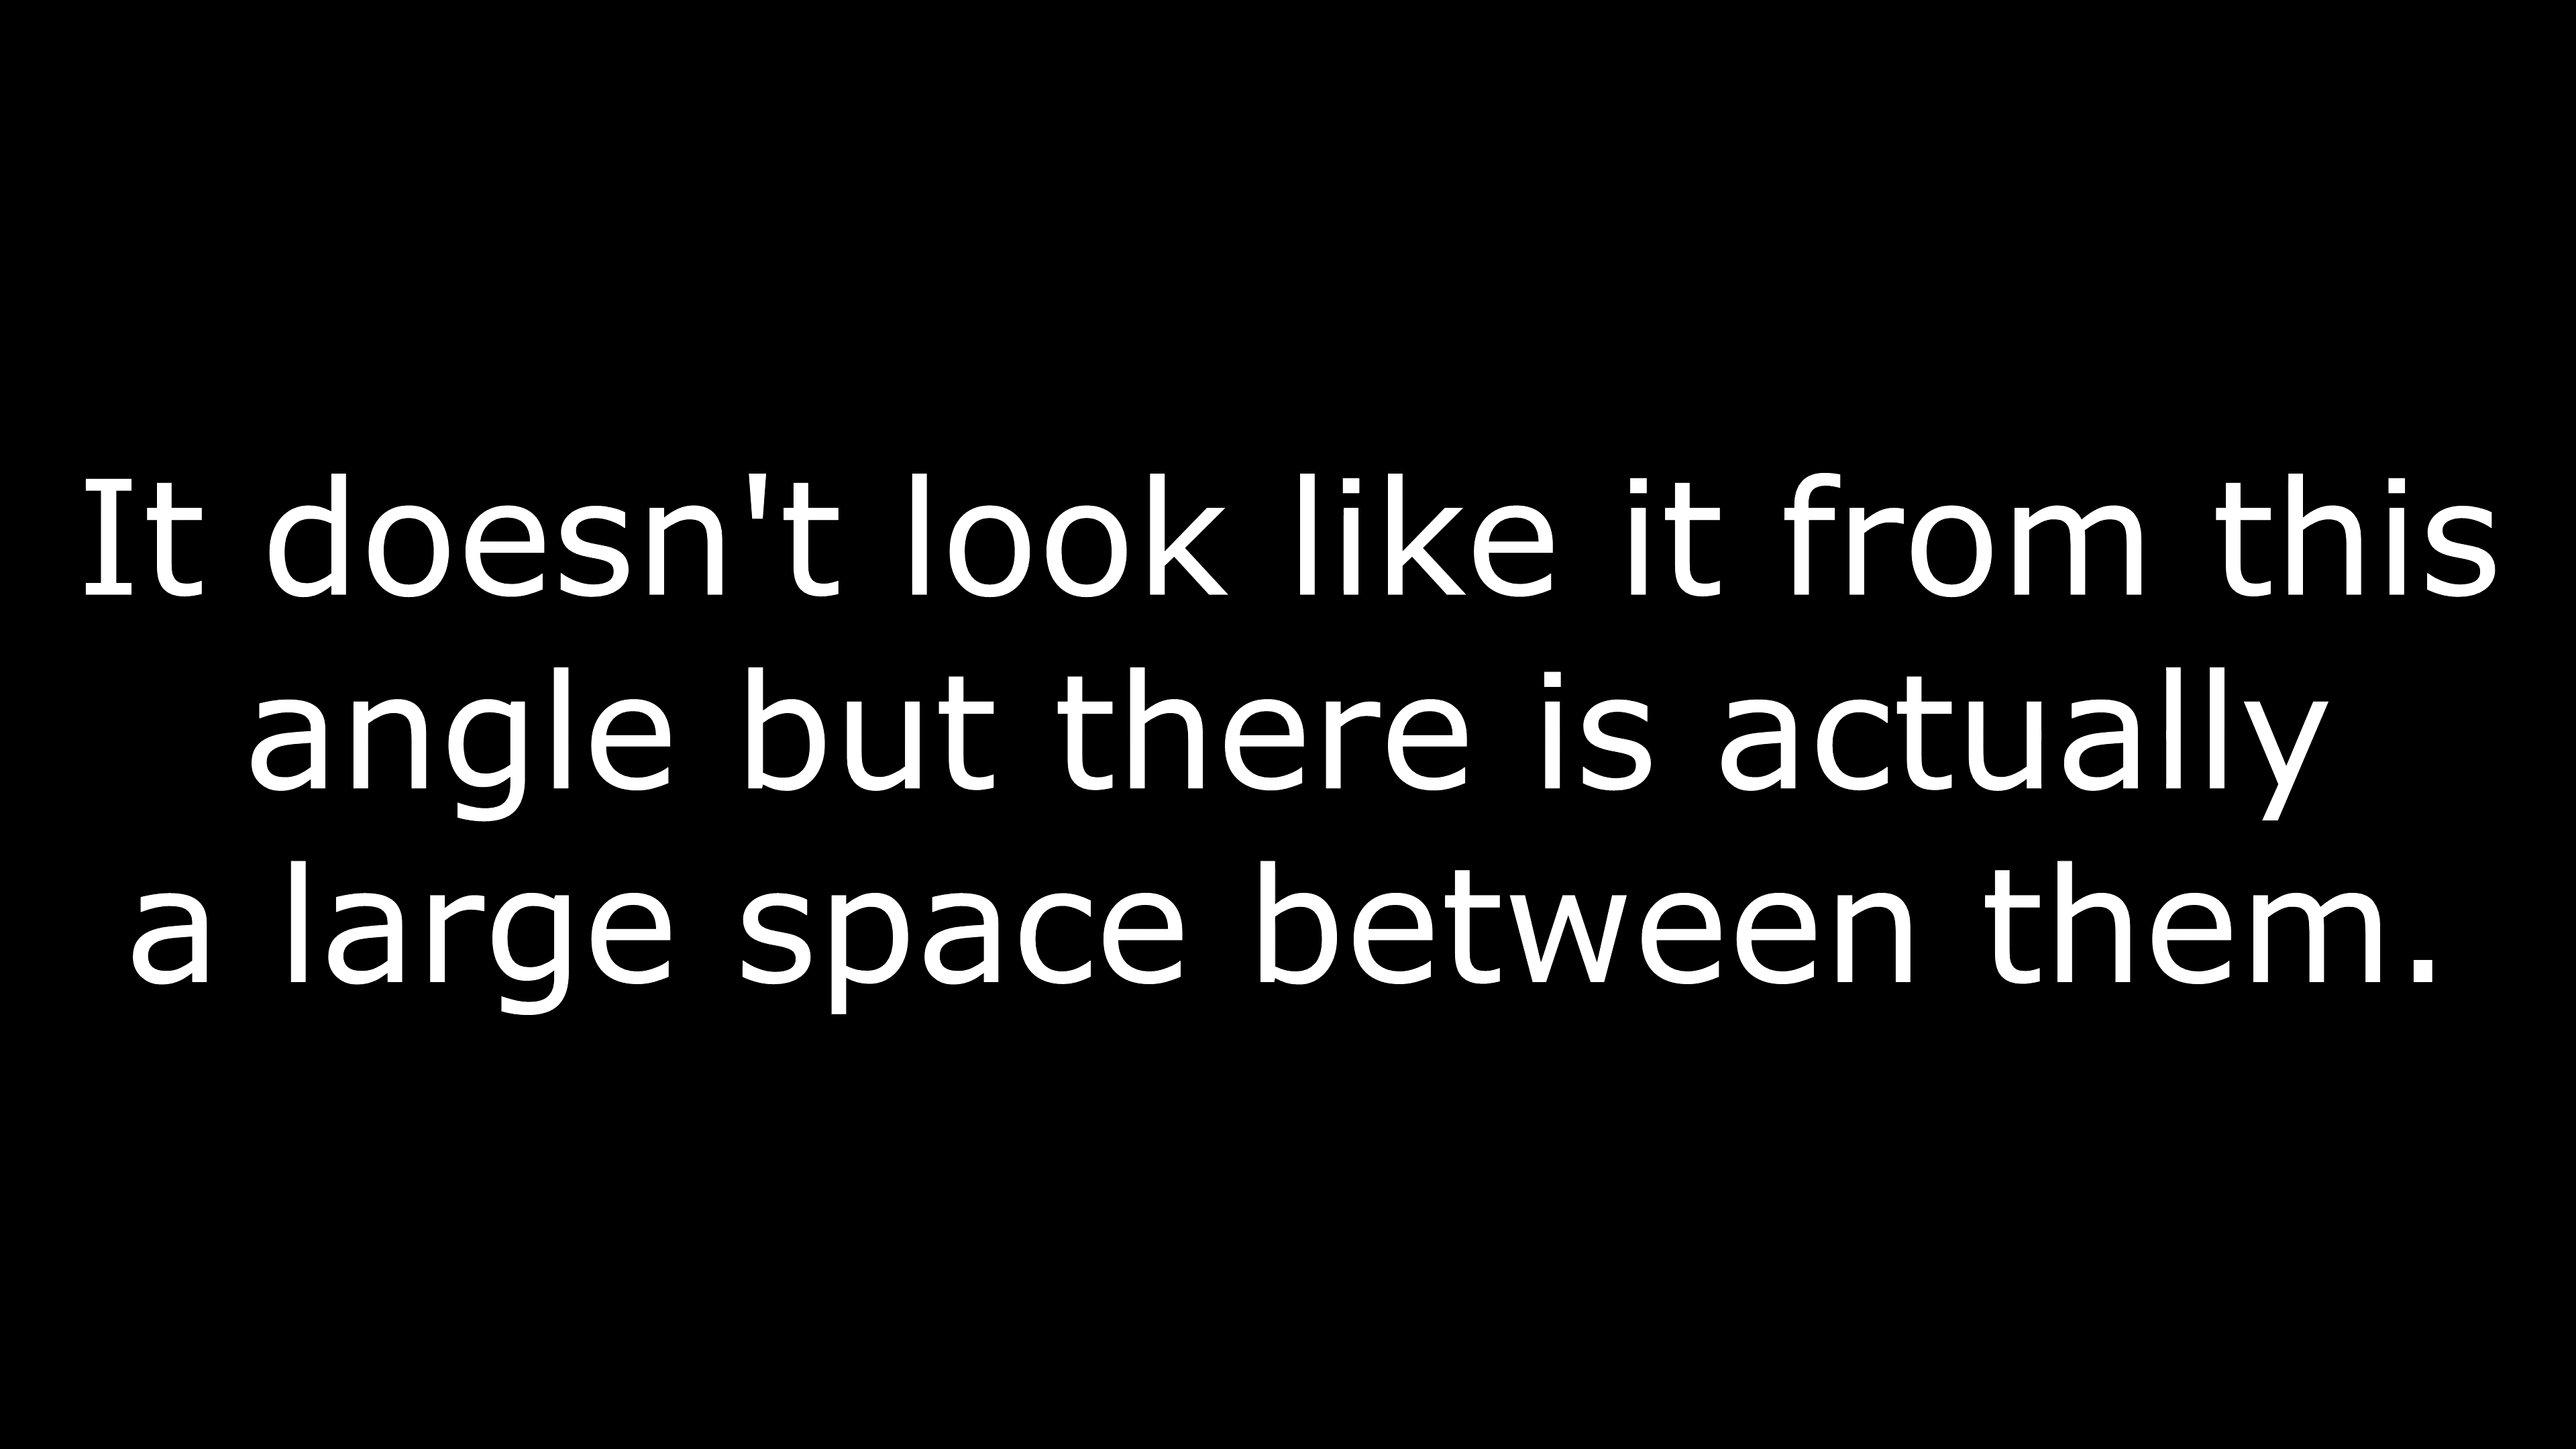 It doesn't look like it from this
angle but there is actually
a large space between them.